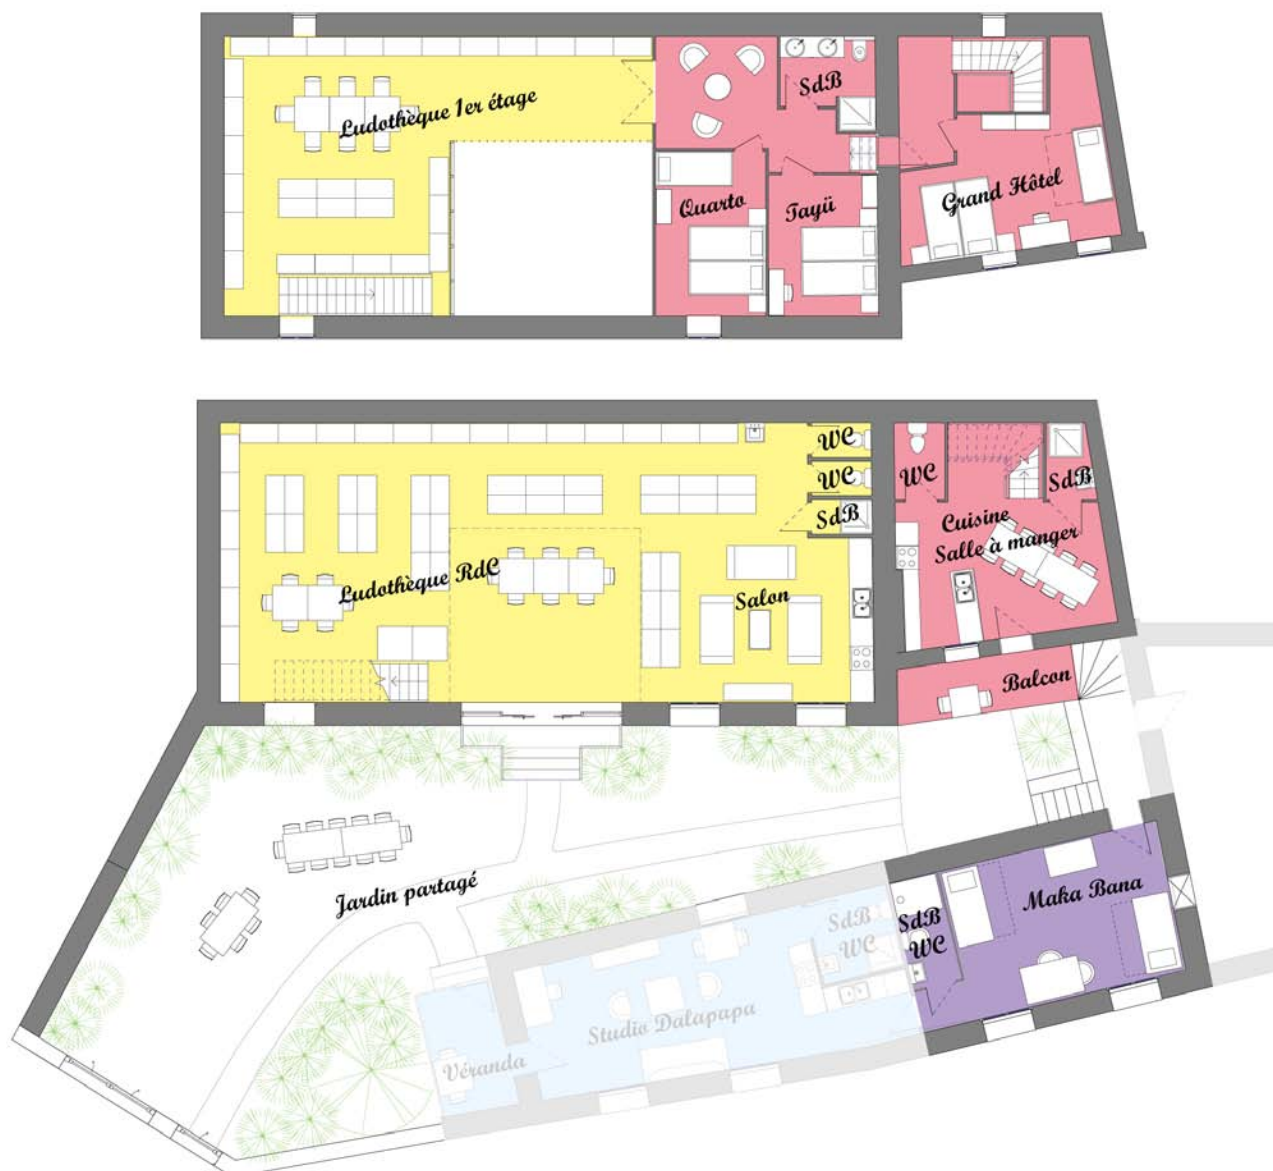 Ludothèque 1er étage
SdB
Quarto
Tayü
Grand Hôtel
WC
WC
SdB
WC
SdB
Cuisine
Salle à manger
Ludothèque RdC
Salon
Balcon
Jardin partagé
SdB
WC
SdB
WC
Maka Bana
Studio Dalapapa
Véranda